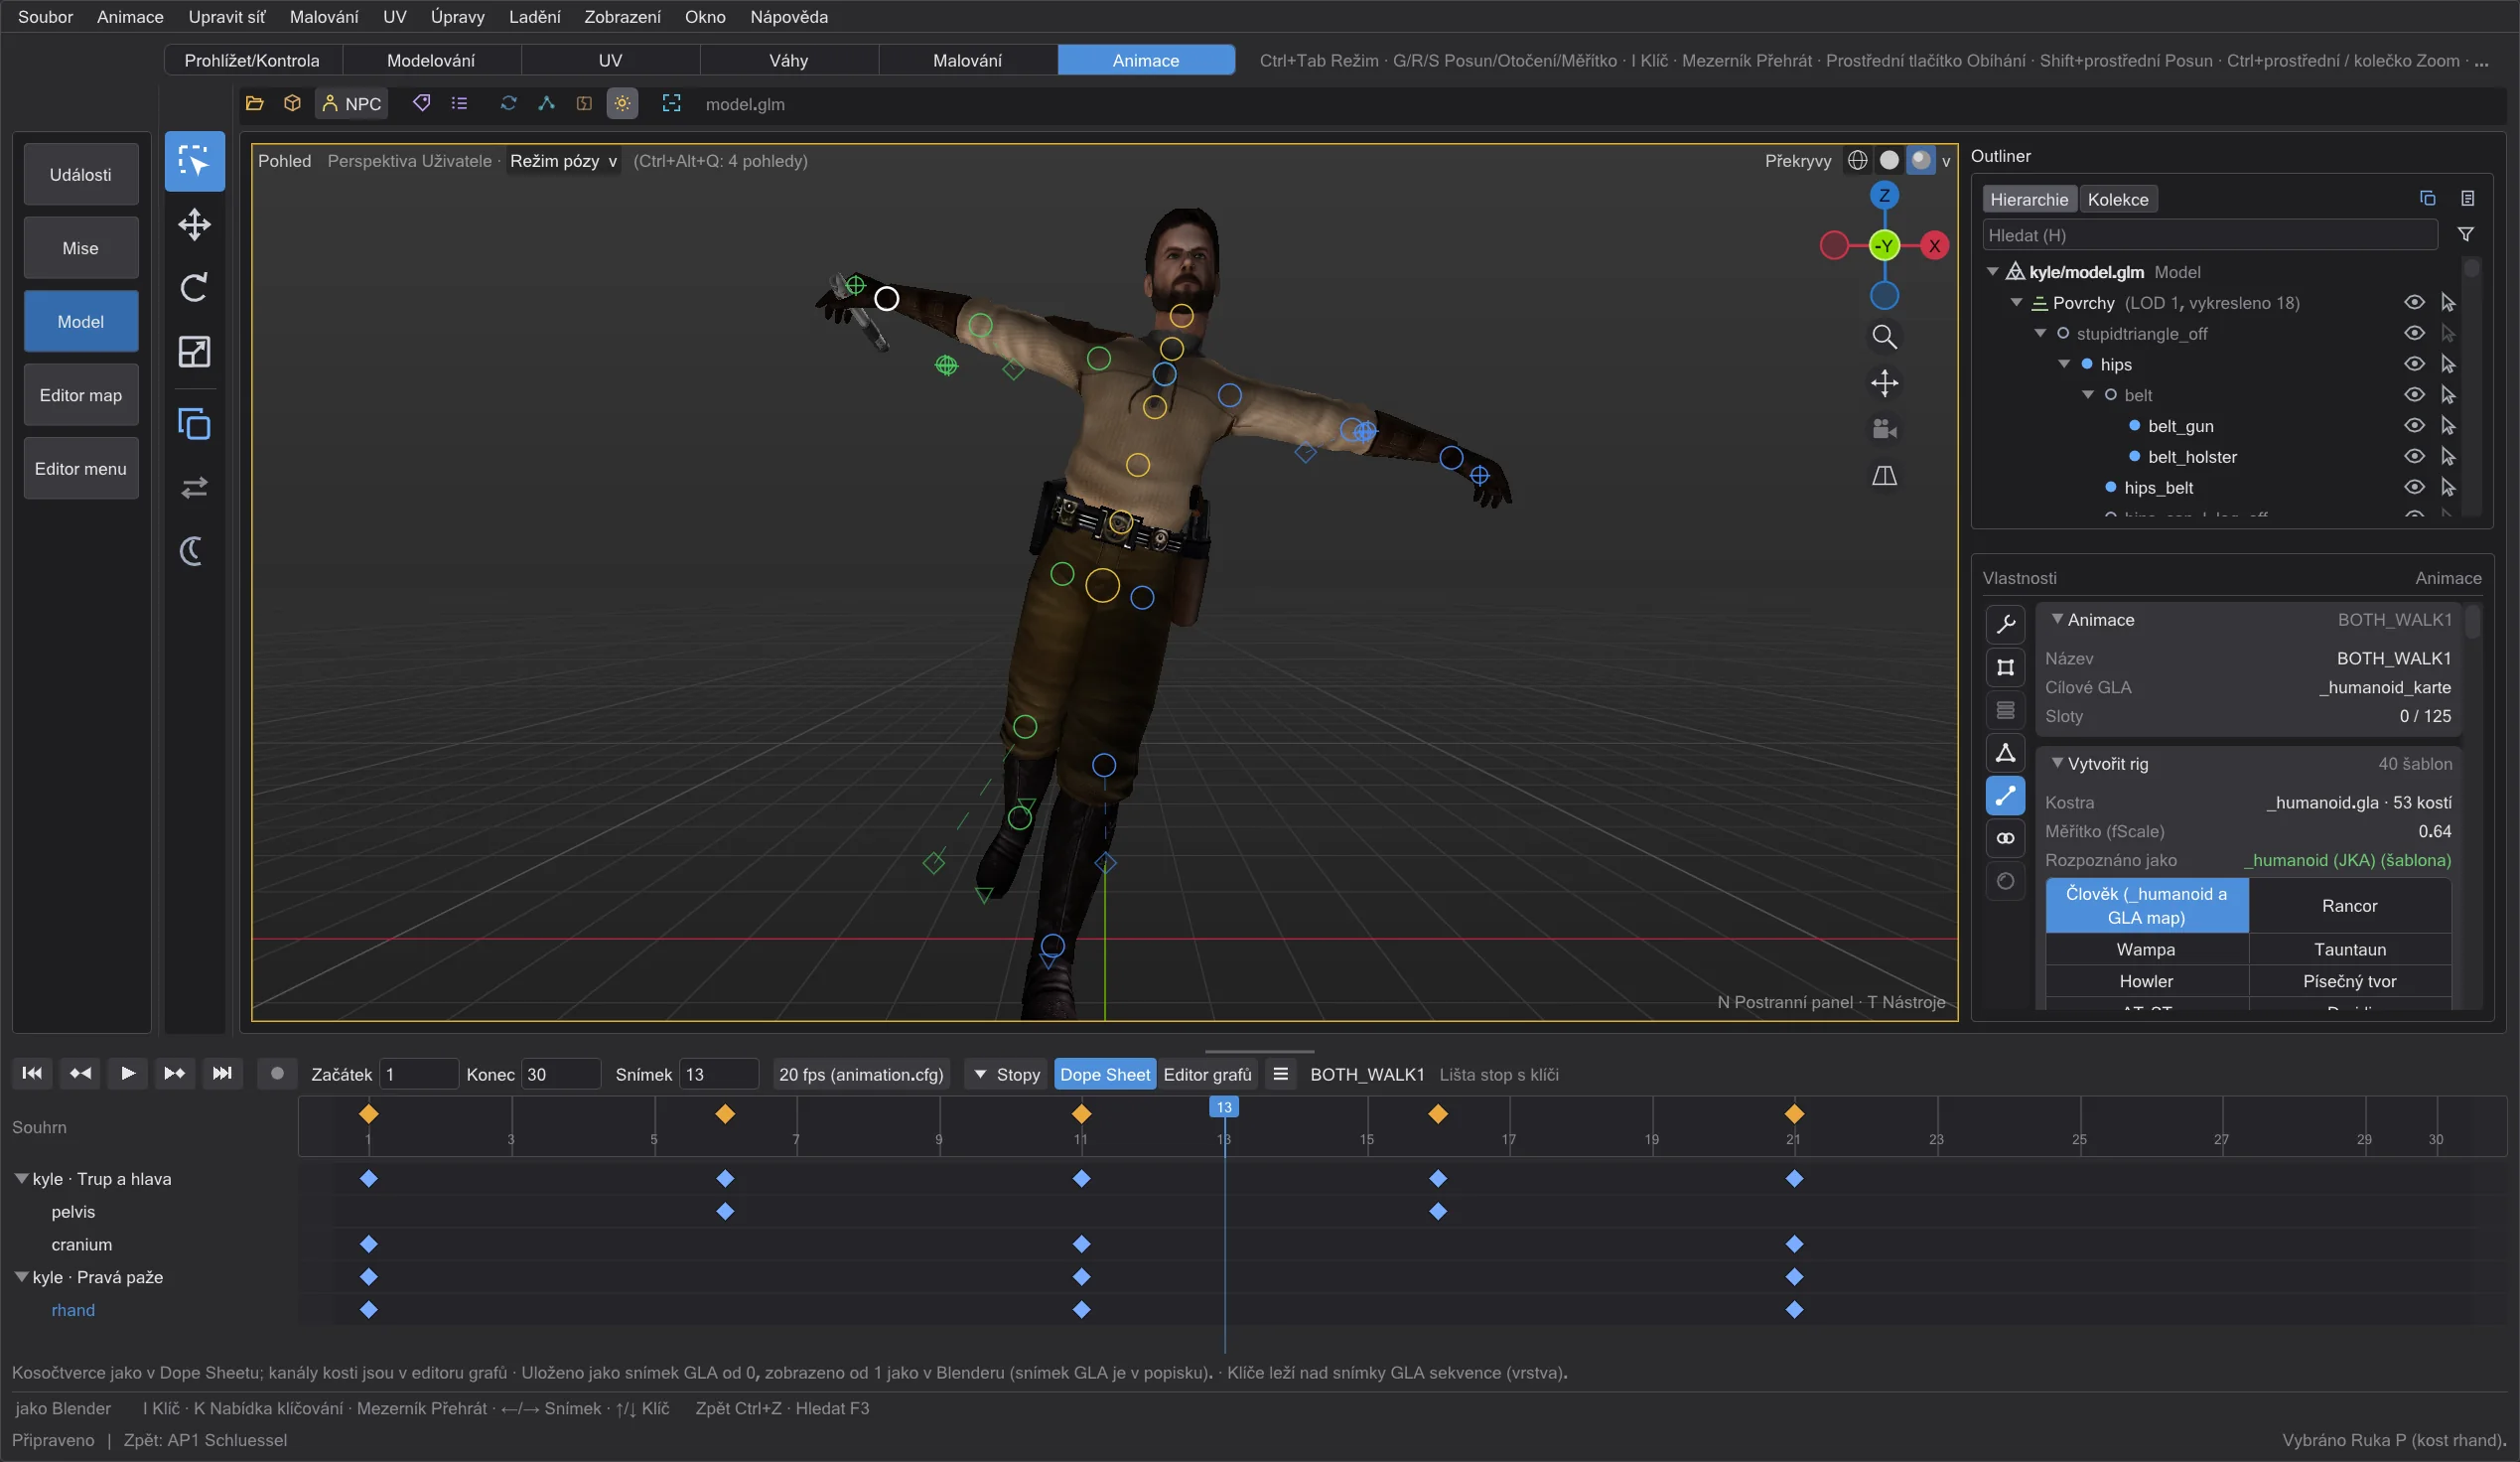 Soubor Animace Upravit síť Malování UV Úpravy Ladění Zobrazení Okno Nápověda
Prohlížet/Kontrola Modelování UV Váhy Malování Animace Ctrl+Tab Režim · G/R/S Posun/Otočení/Měřítko · I Klíč · Mezerník Přehrát · Prostřední tlačítko Obíhání · Shift+prostřední Posun · Ctrl+prostřední / kolečko Zoom · ...
NPC model.glm
Události
Mise
Model
Editor map
Editor menu
Pohled Perspektiva Uživatele · Režim pózy v (Ctrl+Alt+Q: 4 pohledy)
Překryvy v
Z
-Y
X
N Postranní panel · T Nástroje
Outliner
Hierarchie Kolekce
Hledat (H)
kyle/model.glm Model
Povrchy (LOD 1, vykresleno 18)
stupidtriangle_off
hips
belt
belt_gun
belt_holster
hips_belt
Vlastnosti Animace
Animace BOTH_WALK1
Název BOTH_WALK1
Cílové GLA _humanoid_karte
Sloty 0 / 125
Vytvořit rig 40 šablon
Kostra _humanoid.gla · 53 kostí
Měřítko (fScale) 0.64
Rozpoznáno jako _humanoid (JKA) (šablona)
Člověk (_humanoid a
GLA map)
Rancor
Wampa Tauntaun
Howler Písečný tvor
Začátek 1 Konec 30 Snímek 13 20 fps (animation.cfg) Stopy Dope Sheet Editor grafů BOTH_WALK1 Lišta stop s klíči
13
Souhrn
1 3 5 7 9 11 13 15 17 19 21 23 25 27 29 30
kyle · Trup a hlava
pelvis
cranium
kyle · Pravá paže
rhand
Kosočtverce jako v Dope Sheetu; kanály kosti jsou v editoru grafů · Uloženo jako snímek GLA od 0, zobrazeno od 1 jako v Blenderu (snímek GLA je v popisku). · Klíče leží nad snímky GLA sekvence (vrstva).
jako Blender I Klíč · K Nabídka klíčování · Mezerník Přehrát · ←/→ Snímek · ↑/↓ Klíč Zpět Ctrl+Z · Hledat F3
Připraveno | Zpět: AP1 Schluessel
Vybráno Ruka P (kost rhand).